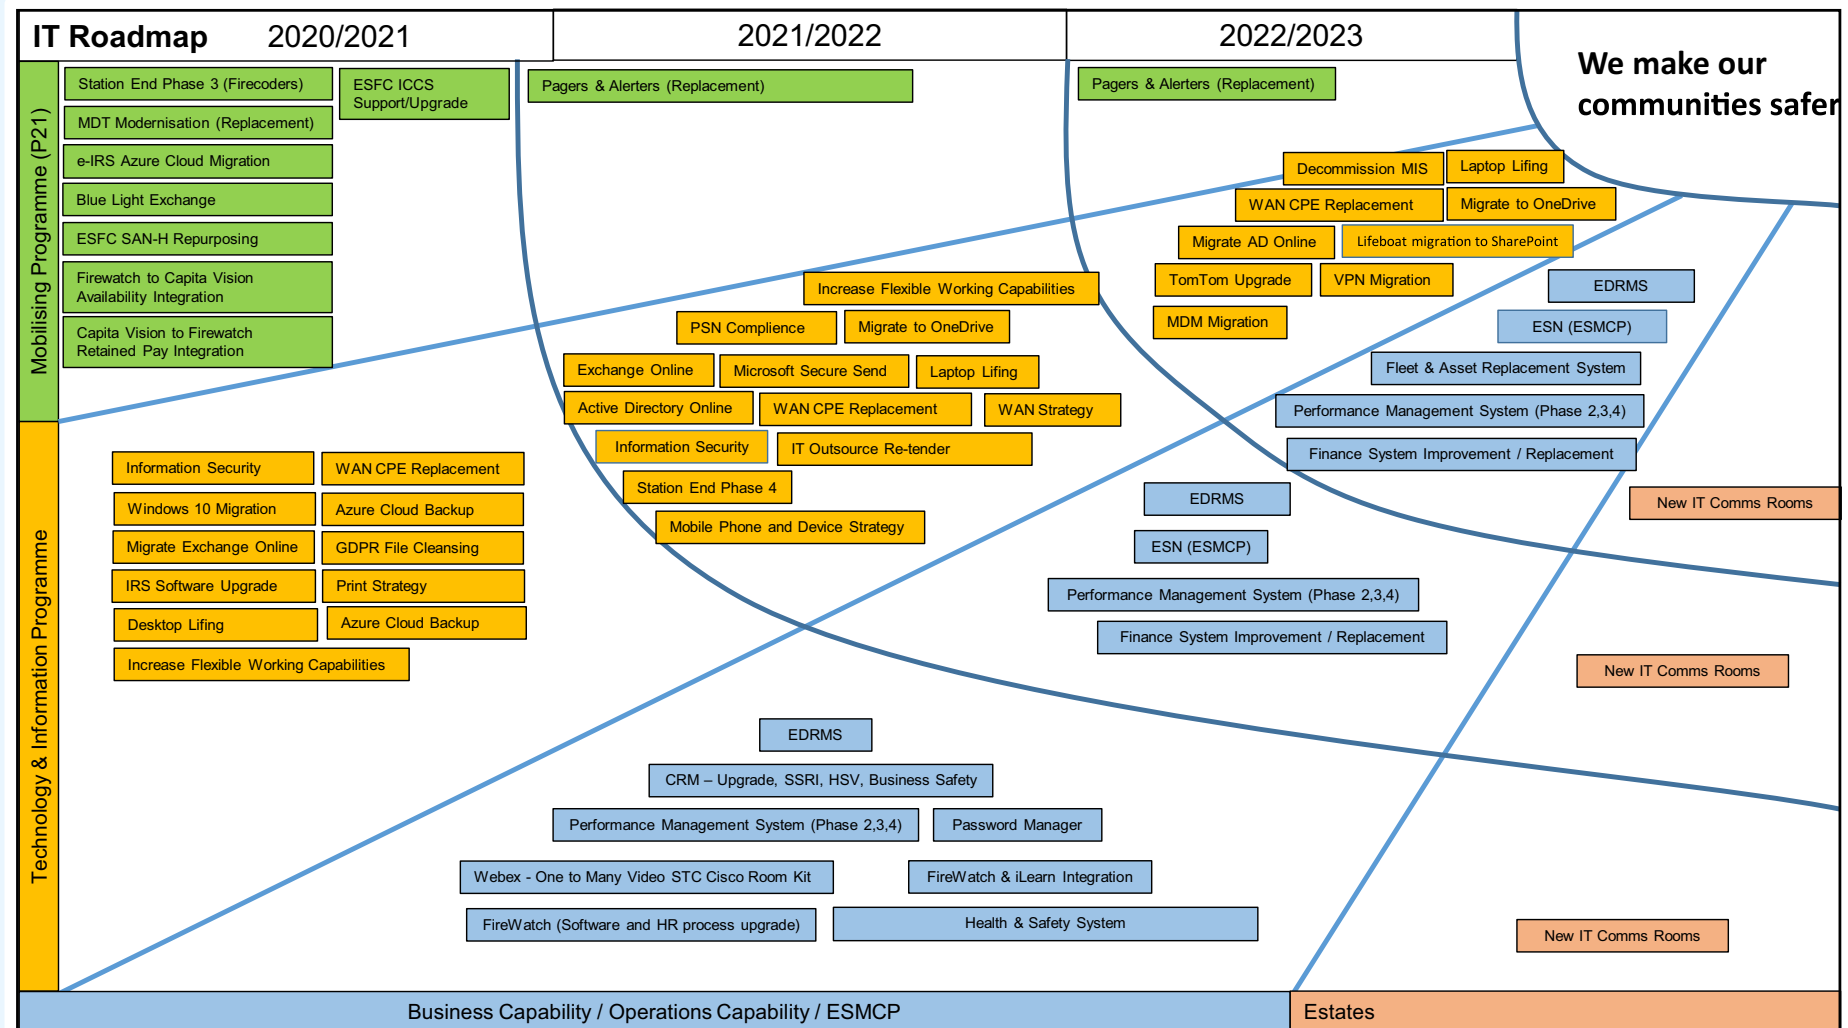 IT Roadmap
2020/2021
2021/2022
2022/2023
We make our
communities safer
Mobilising Programme (P21)
Station End Phase 3 (Firecoders)
ESFC ICCS
Support/Upgrade
MDT Modernisation (Replacement)
e-IRS Azure Cloud Migration
Blue Light Exchange
ESFC SAN-H Repurposing
Firewatch to Capita Vision
Availability Integration
Capita Vision to Firewatch
Retained Pay Integration
Pagers & Alerters (Replacement)
Pagers & Alerters (Replacement)
Technology & Information Programme
Information Security
WAN CPE Replacement
Windows 10 Migration
Azure Cloud Backup
Migrate Exchange Online
GDPR File Cleansing
IRS Software Upgrade
Print Strategy
Desktop Lifing
Azure Cloud Backup
Increase Flexible Working Capabilities
Increase Flexible Working Capabilities
PSN Complience
Migrate to OneDrive
Exchange Online
Microsoft Secure Send
Laptop Lifing
Active Directory Online
WAN CPE Replacement
WAN Strategy
Information Security
IT Outsource Re-tender
Station End Phase 4
Mobile Phone and Device Strategy
Decommission MIS
Laptop Lifing
WAN CPE Replacement
Migrate to OneDrive
Migrate AD Online
Lifeboat migration to SharePoint
TomTom Upgrade
VPN Migration
MDM Migration
EDRMS
ESN (ESMCP)
Fleet & Asset Replacement System
Performance Management System (Phase 2,3,4)
Finance System Improvement / Replacement
EDRMS
ESN (ESMCP)
Performance Management System (Phase 2,3,4)
Finance System Improvement / Replacement
EDRMS
CRM – Upgrade, SSRI, HSV, Business Safety
Performance Management System (Phase 2,3,4)
Password Manager
Webex - One to Many Video STC Cisco Room Kit
FireWatch & iLearn Integration
FireWatch (Software and HR process upgrade)
Health & Safety System
New IT Comms Rooms
New IT Comms Rooms
New IT Comms Rooms
Business Capability / Operations Capability / ESMCP
Estates